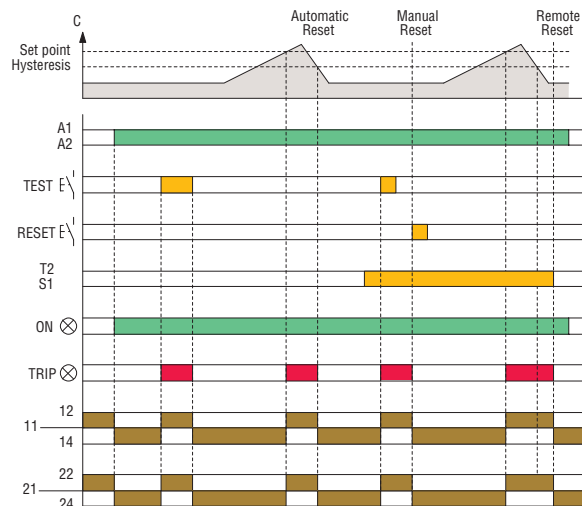 C
Automatic Reset
Manual Reset
Remote Reset
Set point
Hysteresis
A1
A2
TEST E
RESET E
T2
S1
ON
TRIP
12
11
14
22
21
24